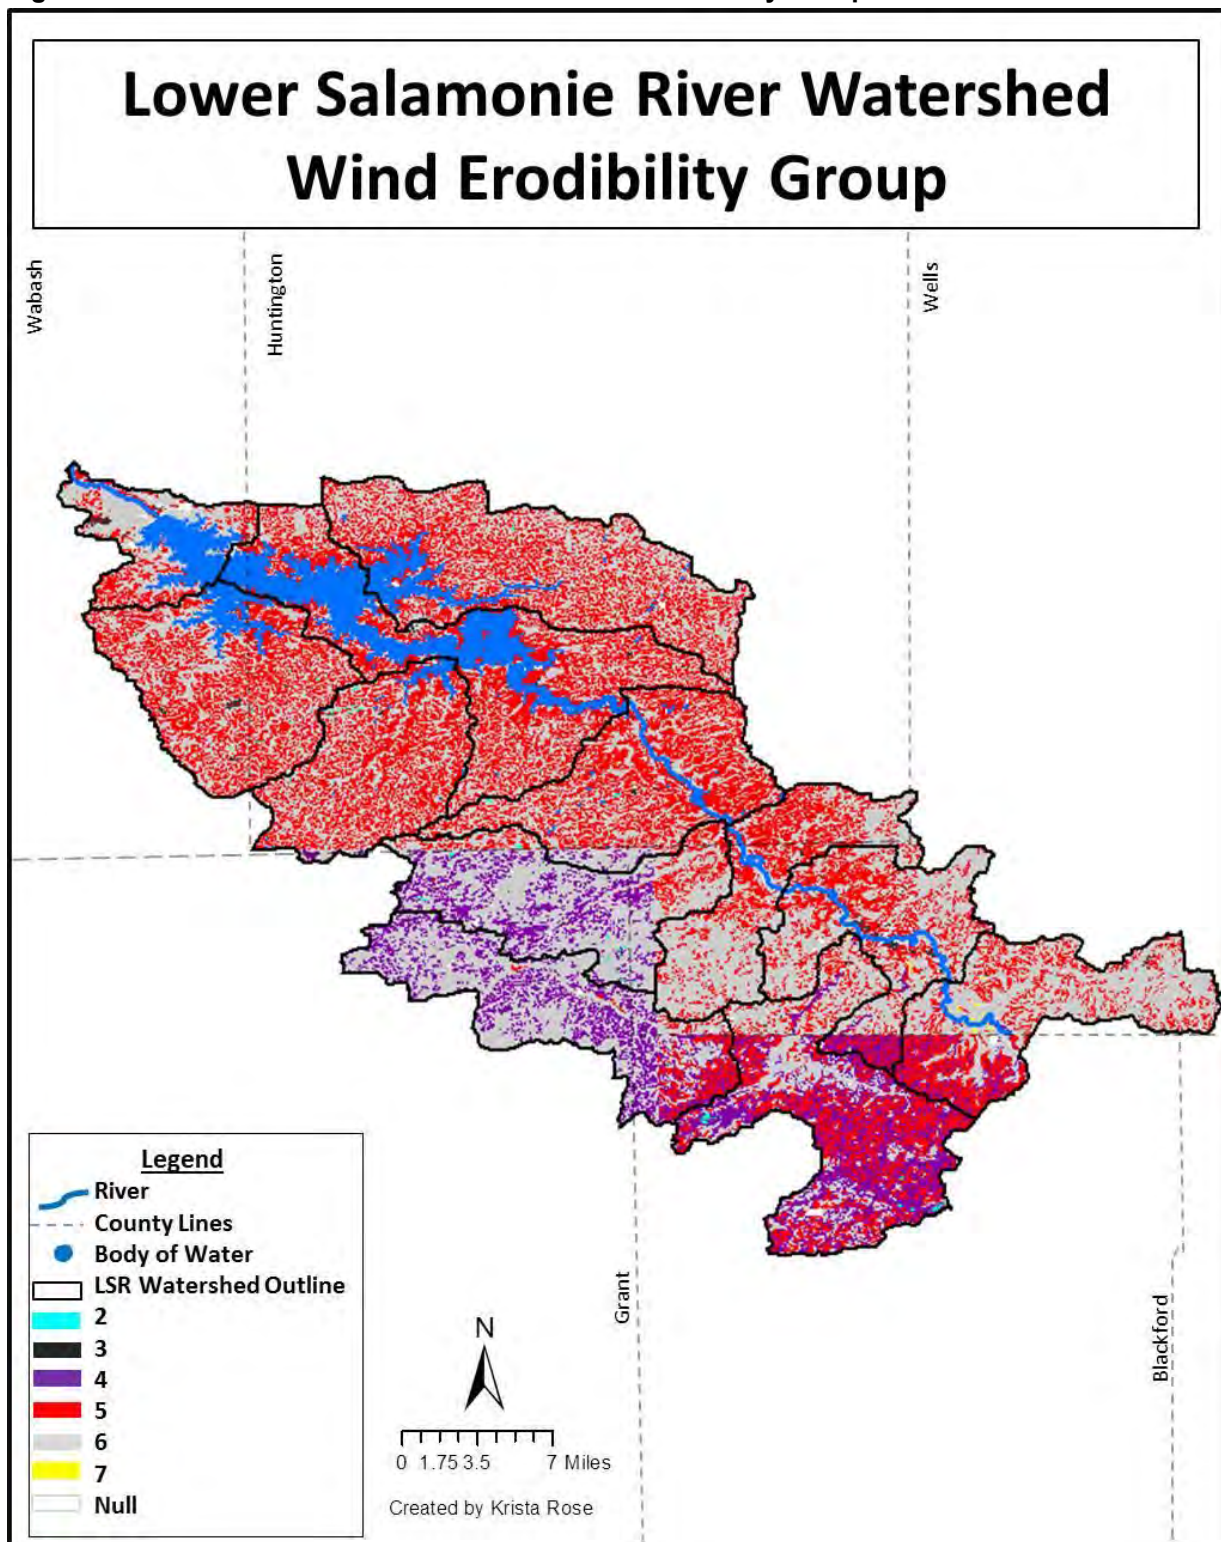 Lower Salamonie River Watershed
Wind Erodibility Group
Wabash
Huntington
Wells
Legend
River
County Lines
Body of Water
LSR Watershed Outline
2
3
4
5
6
7
Null
N
0 1.75 3.5 7 Miles
Created by Krista Rose
Grant
Blackford